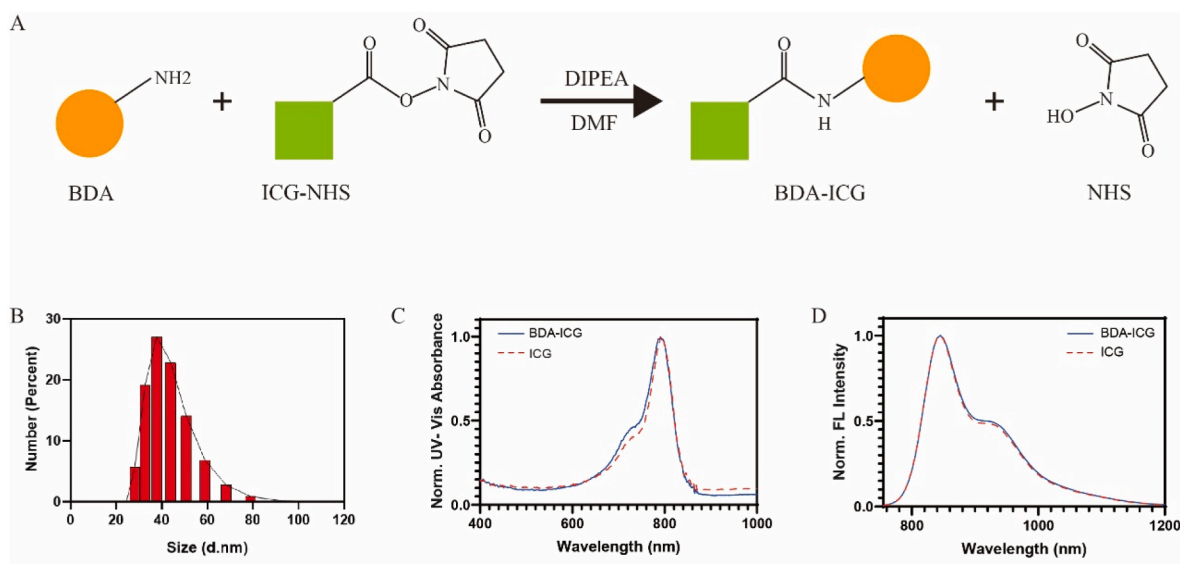 A
NH2
O
O
N
O
O
+
DIPEA
DMF
O
N
H
+
O
N
HO
O
BDA
ICG-NHS
BDA-ICG
NHS
B
30
20
10
0
0 20 40 60 80 100 120
Number (Percent)
Size (d.nm)
C
BDA-ICG
ICG
1.0
0.5
0.0
400 600 800 1000
Norm. UV- Vis Absorbance
Wavelength (nm)
D
BDA-ICG
ICG
1.0
0.5
0.0
800 1000 1200
Norm. FL Intensity
Wavelength (nm)